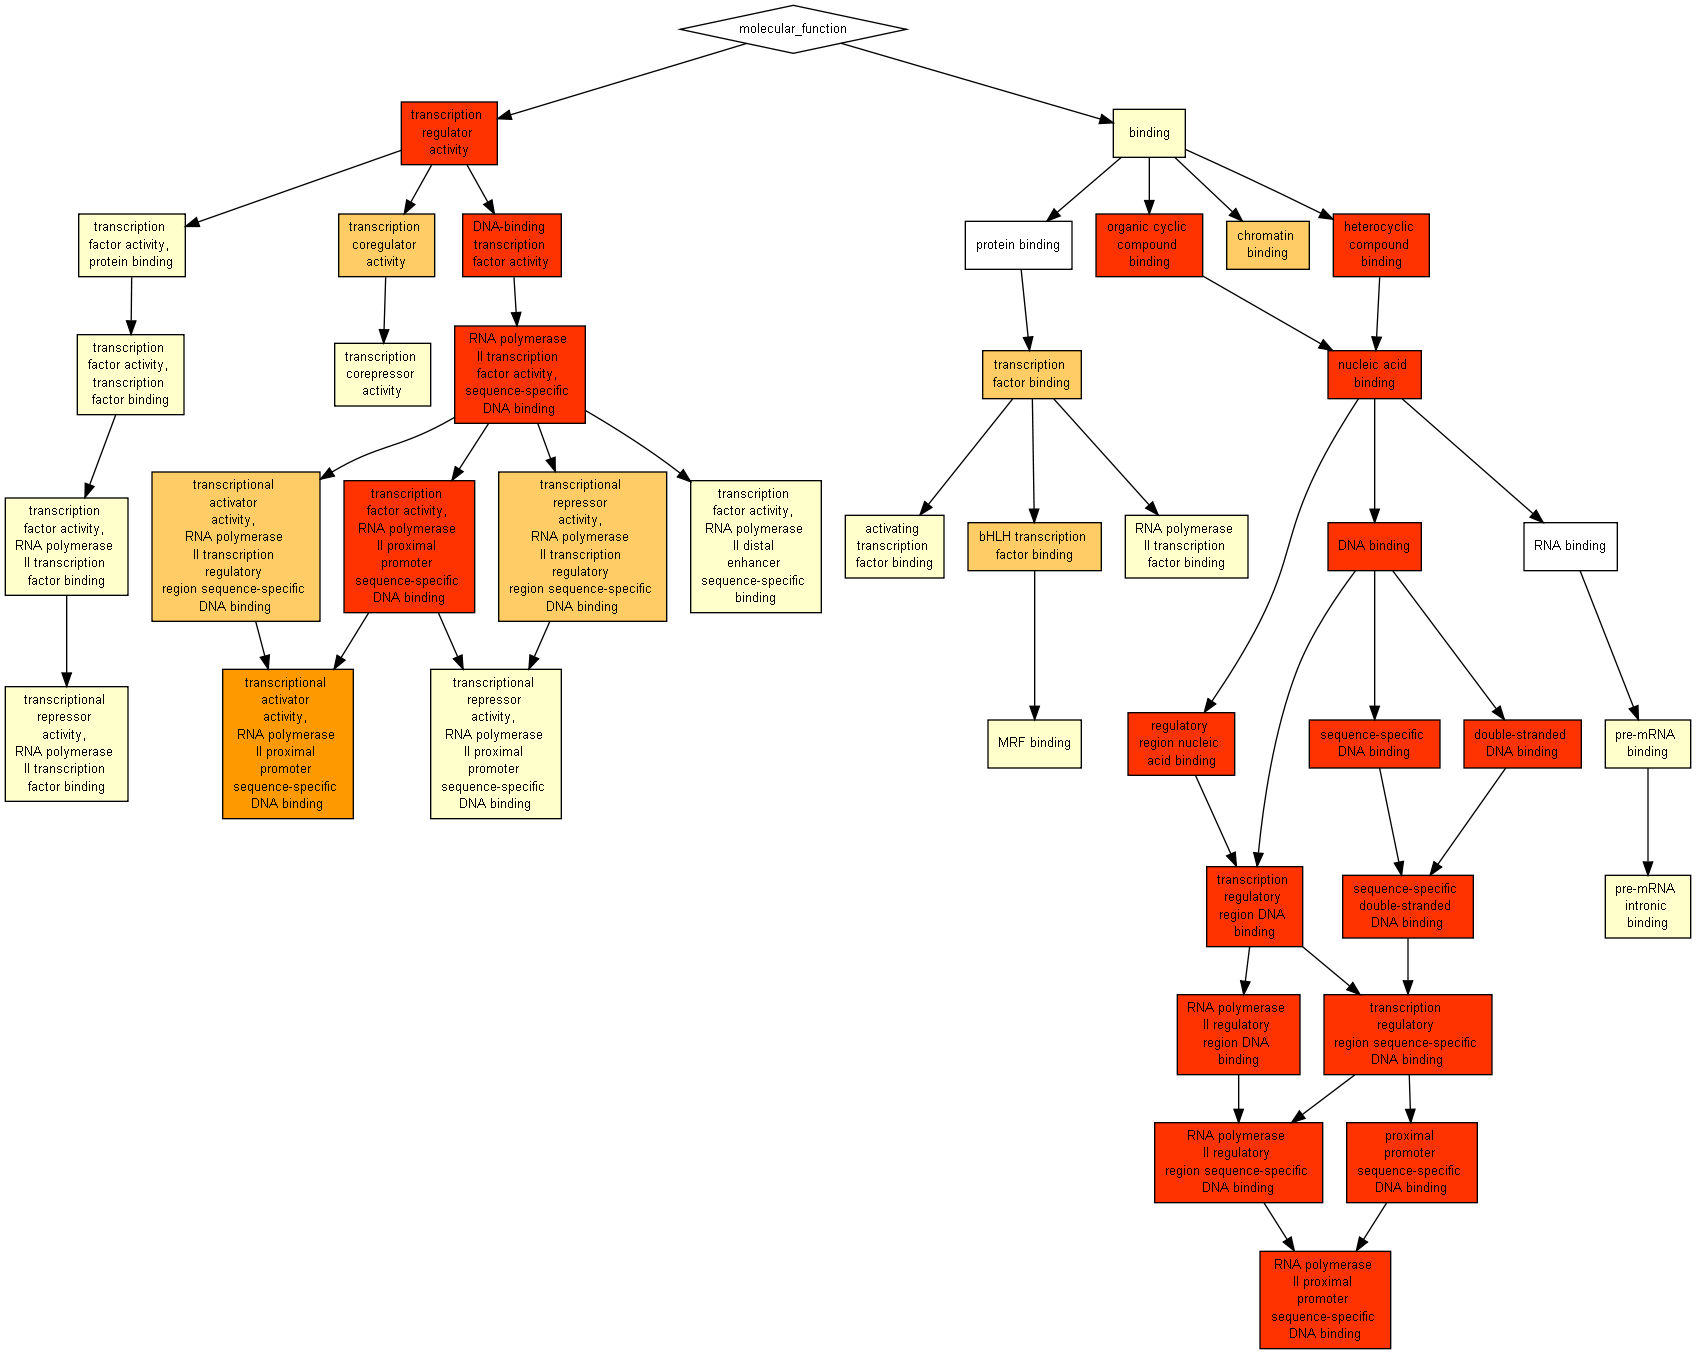 molecular_function
transcription
regulator
activity
binding
transcription
factor activity,
protein binding
transcription
coregulator
activity
DNA-binding
transcription
factor activity
protein binding
organic cyclic
compound
binding
chromatin
binding
heterocyclic
compound
binding
transcription
factor activity,
transcription
factor binding
transcription
corepressor
activity
RNA polymerase
II transcription
factor activity,
sequence-specific
DNA binding
transcription
factor binding
nucleic acid
binding
transcription
factor activity,
RNA polymerase
II transcription
factor binding
transcriptional
activator
activity,
RNA polymerase
II transcription
regulatory
region sequence-specific
DNA binding
transcription
factor activity,
RNA polymerase
II proximal
promoter
sequence-specific
DNA binding
transcriptional
repressor
activity,
RNA polymerase
II transcription
regulatory
region sequence-specific
DNA binding
transcription
factor activity,
RNA polymerase
II distal
enhancer
sequence-specific
binding
activating
transcription
factor binding
bHLH transcription
factor binding
RNA polymerase
II transcription
factor binding
DNA binding
RNA binding
transcriptional
repressor
activity,
RNA polymerase
II transcription
factor binding
transcriptional
activator
activity,
RNA polymerase
II proximal
promoter
sequence-specific
DNA binding
transcriptional
repressor
activity,
RNA polymerase
II proximal
promoter
sequence-specific
DNA binding
MRF binding
regulatory
region nucleic
acid binding
sequence-specific
DNA binding
double-stranded
DNA binding
pre-mRNA
binding
transcription
regulatory
region DNA
binding
sequence-specific
double-stranded
DNA binding
pre-mRNA
intronic
binding
RNA polymerase
II regulatory
region DNA
binding
transcription
regulatory
region sequence-specific
DNA binding
RNA polymerase
II regulatory
region sequence-specific
DNA binding
proximal
promoter
sequence-specific
DNA binding
RNA polymerase
II proximal
promoter
sequence-specific
DNA binding